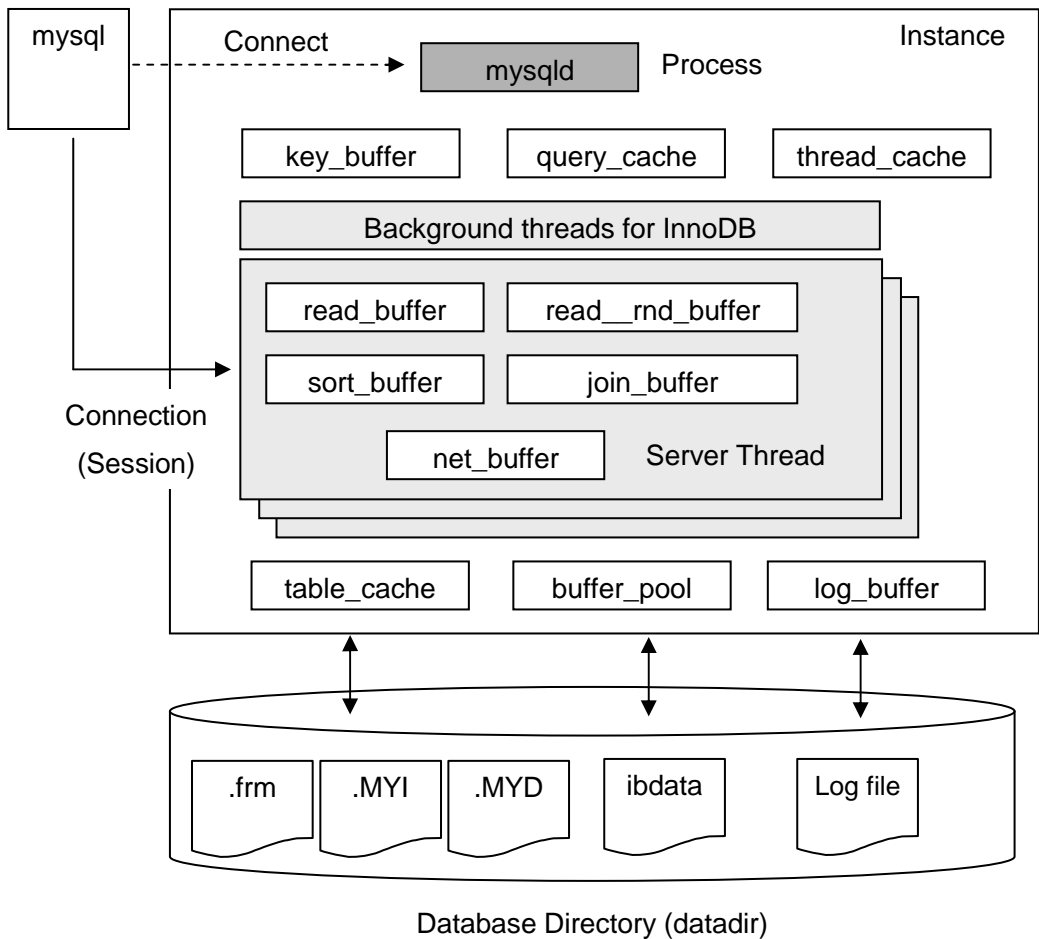 mysql
Connect
Instance
mysqld
Process
key_buffer
query_cache
thread_cache
Background threads for InnoDB
read_buffer
read__rnd_buffer
sort_buffer
join_buffer
Connection
(Session)
net_buffer
Server Thread
table_cache
buffer_pool
log_buffer
.frm
.MYI
.MYD
ibdata
Log file
Database Directory (datadir)